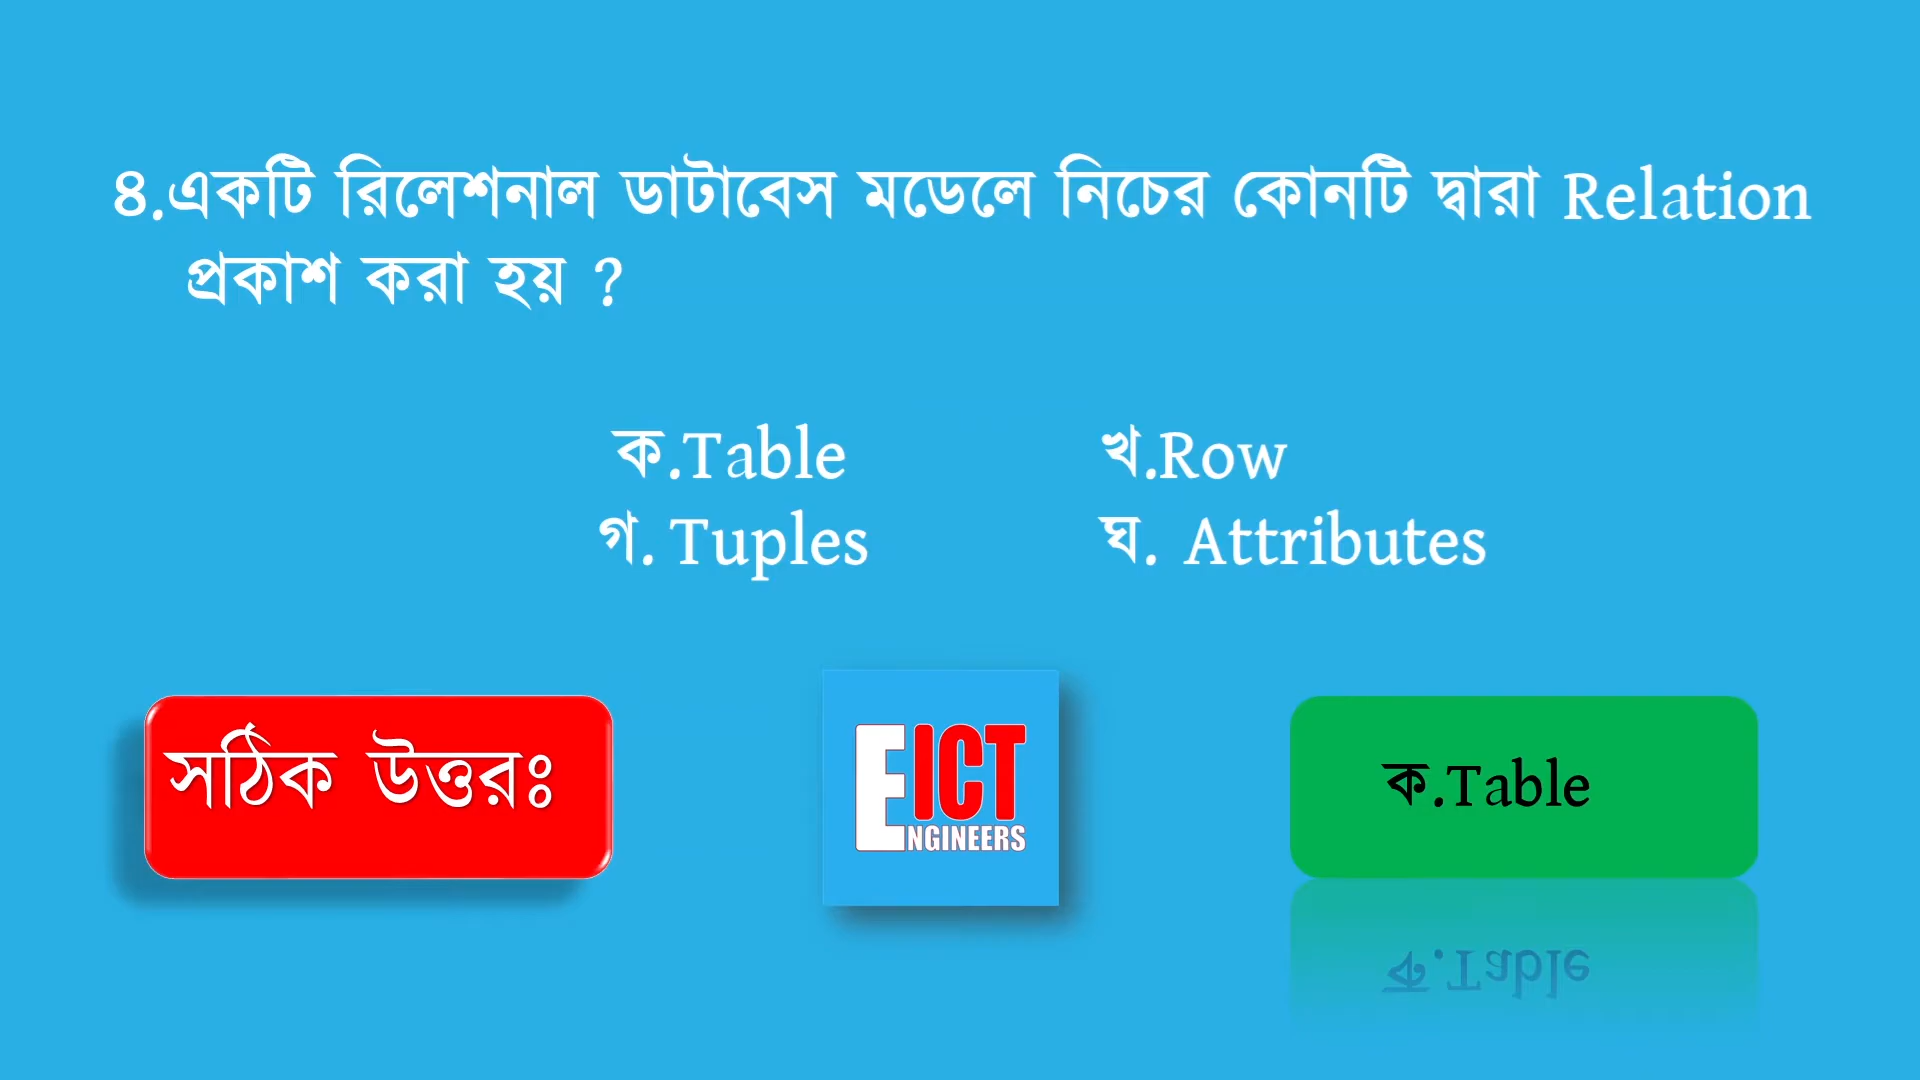 ৪.একটি রিলেশনাল ডাটাবেস মডেলে নিচের কোনটি দ্বারা Relation
প্রকাশ করা হয় ?
ক.Table খ.Row
গ. Tuples ঘ. Attributes
সঠিক উত্তরঃ
EICT
NGINEERS
ক.Table